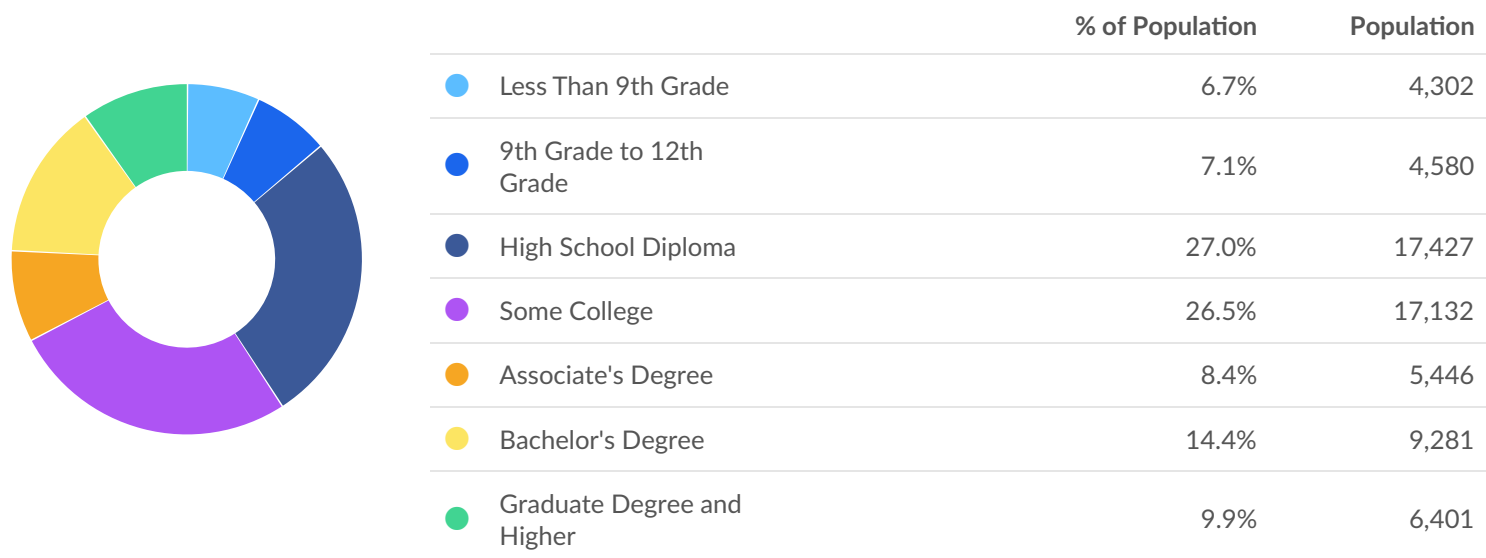 % of Population Population
Less Than 9th Grade 6.7% 4,302
9th Grade to 12th
Grade 7.1% 4,580
High School Diploma 27.0% 17,427
Some College 26.5% 17,132
Associate's Degree 8.4% 5,446
Bachelor's Degree 14.4% 9,281
Graduate Degree and
Higher 9.9% 6,401